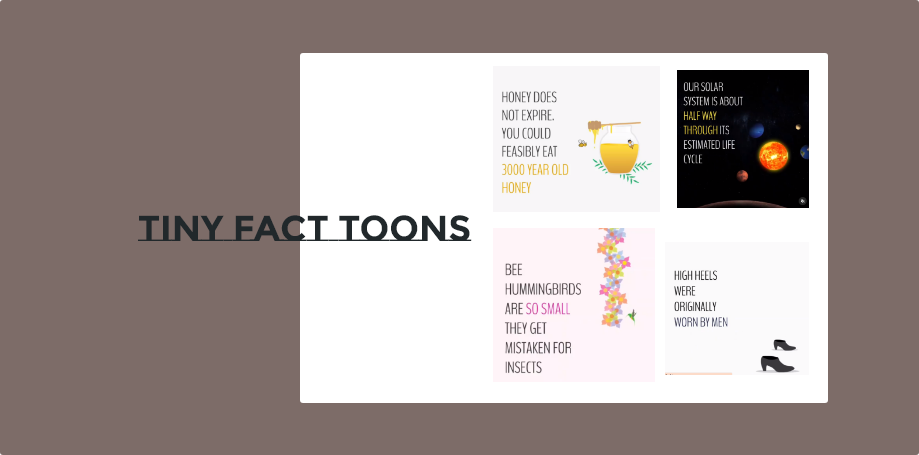 TINY FACT TOONS
HONEY DOES
NOT EXPIRE.
YOU COULD
FEASIBLY EAT
3000 YEAR OLD
HONEY
OUR SOLAR
SYSTEM IS ABOUT
HALF WAY
THROUGH ITS
ESTIMATED LIFE
CYCLE
BEE
HUMMINGBIRDS
ARE SO SMALL
THEY GET
MISTAKEN FOR
INSECTS
HIGH HEELS
WERE
ORIGINALLY
WORN BY MEN